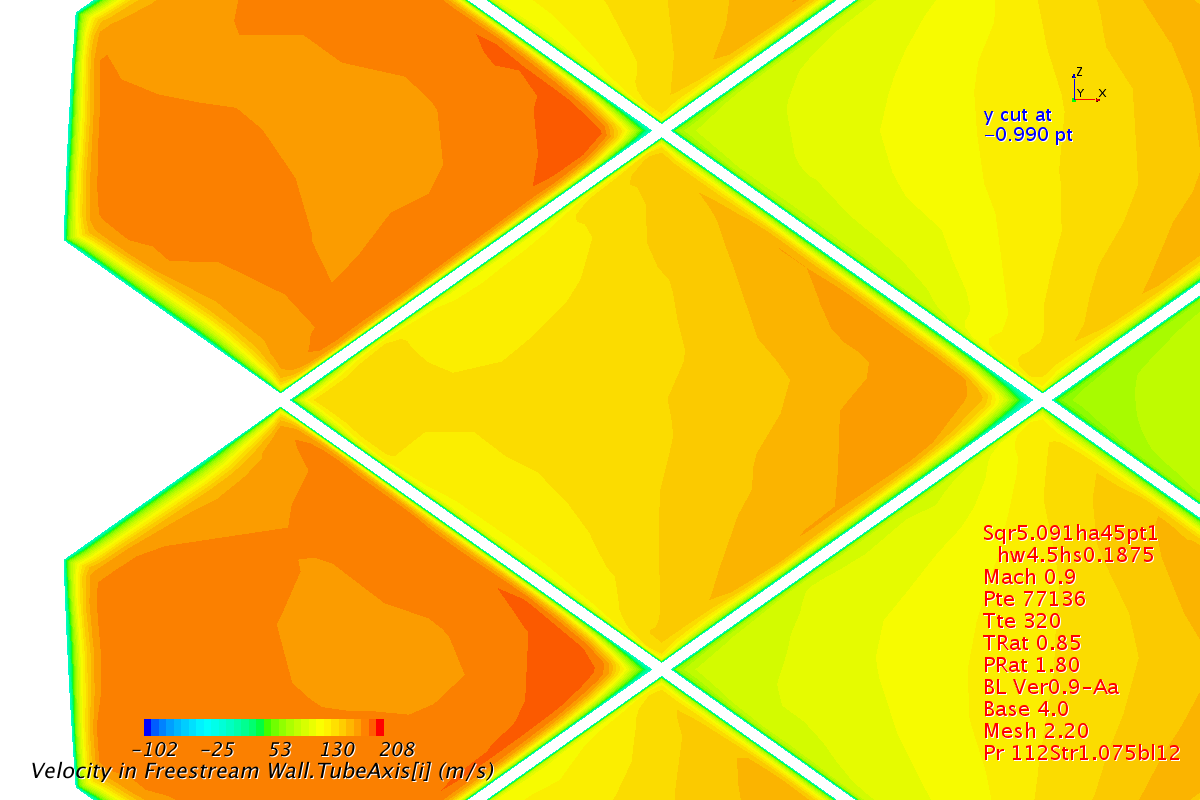 Z
Y X
y cut at
−0.990 pt
Sqr5.091ha45pt1
hw4.5hs0.1875
Mach 0.9
Pte 77136
Tte 320
TRat 0.85
PRat 1.80
BL Ver0.9−Aa
Base 4.0
Mesh 2.20
Pr 112Str1.075bl12
-102 -25 53 130 208
Velocity in Freestream Wall.TubeAxis[i] (m/s)